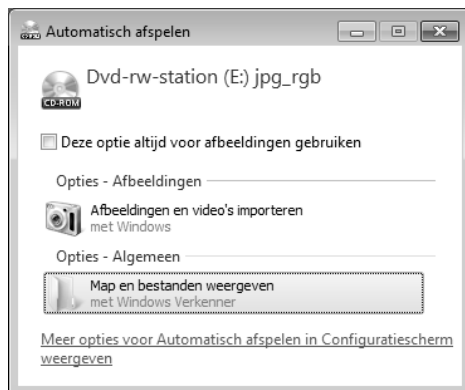 Automatisch afspelen
Dvd-rw-station (E:) jpg_rgb
CD-ROM
Deze optie altijd voor afbeeldingen gebruiken
Opties - Afbeeldingen
Afbeeldingen en video's importeren
met Windows
Opties - Algemeen
Map en bestanden weergeven
met Windows Verkenner
Meer opties voor Automatisch afspelen in Configuratiescherm
weergeven